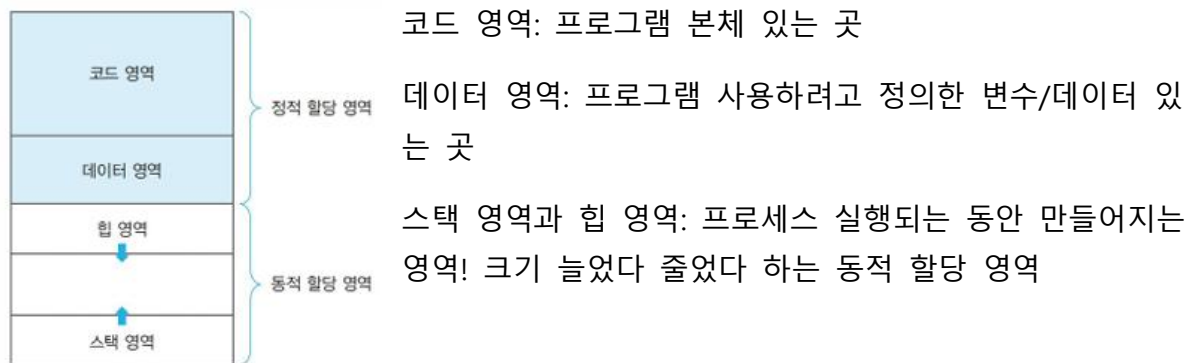 코드 영역
데이터 영역
힙 영역
스택 영역
정적 할당 영역
동적 할당 영역
코드 영역: 프로그램 본체 있는 곳
데이터 영역: 프로그램 사용하려고 정의한 변수/데이터 있
는 곳
스택 영역과 힙 영역: 프로세스 실행되는 동안 만들어지는
영역! 크기 늘었다 줄었다 하는 동적 할당 영역